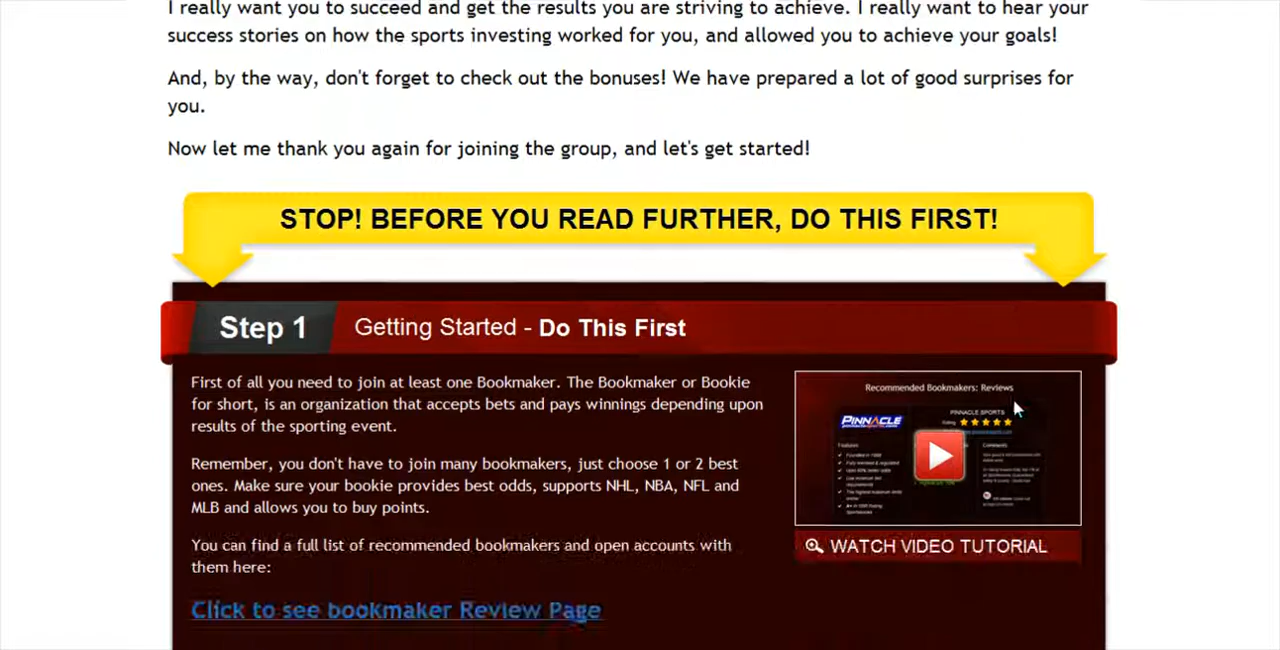 I really want you to succeed and get the results you are striving to achieve. I really want to hear your
success stories on how the sports investing worked for you, and allowed you to achieve your goals!
And, by the way, don't forget to check out the bonuses! We have prepared a lot of good surprises for
you.
Now let me thank you again for joining the group, and let's get started!
STOP! BEFORE YOU READ FURTHER, DO THIS FIRST!
Step 1
Getting Started - Do This First
First of all you need to join at least one Bookmaker. The Bookmaker or Bookie
for short, is an organization that accepts bets and pays winnings depending upon
results of the sporting event.
Remember, you don't have to join many bookmakers, just choose 1 or 2 best
ones. Make sure your bookie provides best odds, supports NHL, NBA, NFL and
MLB and allows you to buy points.
You can find a full list of recommended bookmakers and open accounts with
them here:
Click to see bookmaker Review Page
Recommended Bookmakers: Reviews
PINNACLE
PINNACLE SPORTS
Rating
Features
Comments
WATCH VIDEO TUTORIAL